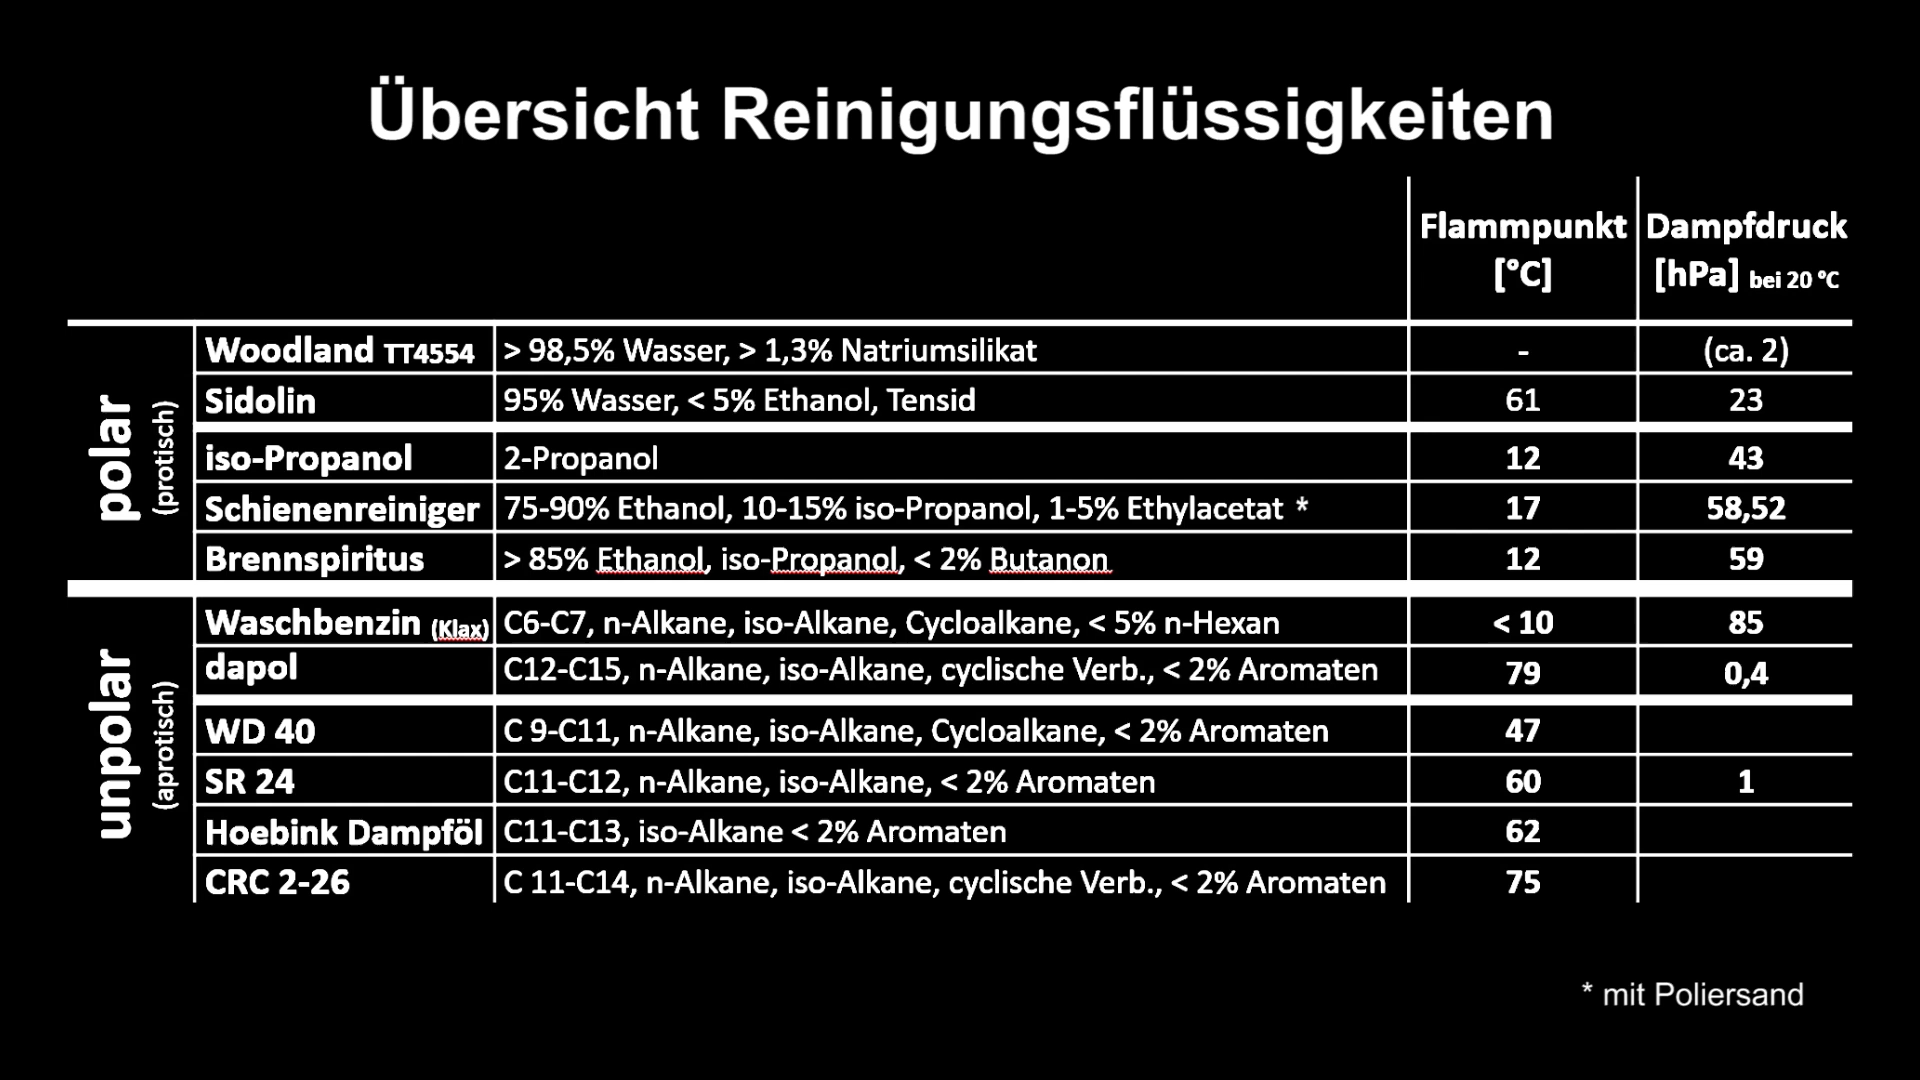 Übersicht Reinigungsflüssigkeiten
Flammpunkt Dampfdruck
[°C] [hPa] bei 20 °C
polar
(protisch)
Woodland TT4554 > 98,5% Wasser, > 1,3% Natriumsilikat - (ca. 2)
Sidolin 95% Wasser, < 5% Ethanol, Tensid 61 23
iso-Propanol 2-Propanol 12 43
Schienenreiniger 75-90% Ethanol, 10-15% iso-Propanol, 1-5% Ethylacetat * 17 58,52
Brennspiritus > 85% Ethanol, iso-Propanol, < 2% Butanon 12 59
unpolar
(aprotisch)
Waschbenzin (Klax) C6-C7, n-Alkane, iso-Alkane, Cycloalkane, < 5% n-Hexan < 10 85
dapol C12-C15, n-Alkane, iso-Alkane, cyclische Verb., < 2% Aromaten 79 0,4
WD 40 C 9-C11, n-Alkane, iso-Alkane, Cycloalkane, < 2% Aromaten 47
SR 24 C11-C12, n-Alkane, iso-Alkane, < 2% Aromaten 60 1
Hoebink Dampföl C11-C13, iso-Alkane < 2% Aromaten 62
CRC 2-26 C 11-C14, n-Alkane, iso-Alkane, cyclische Verb., < 2% Aromaten 75
* mit Poliersand